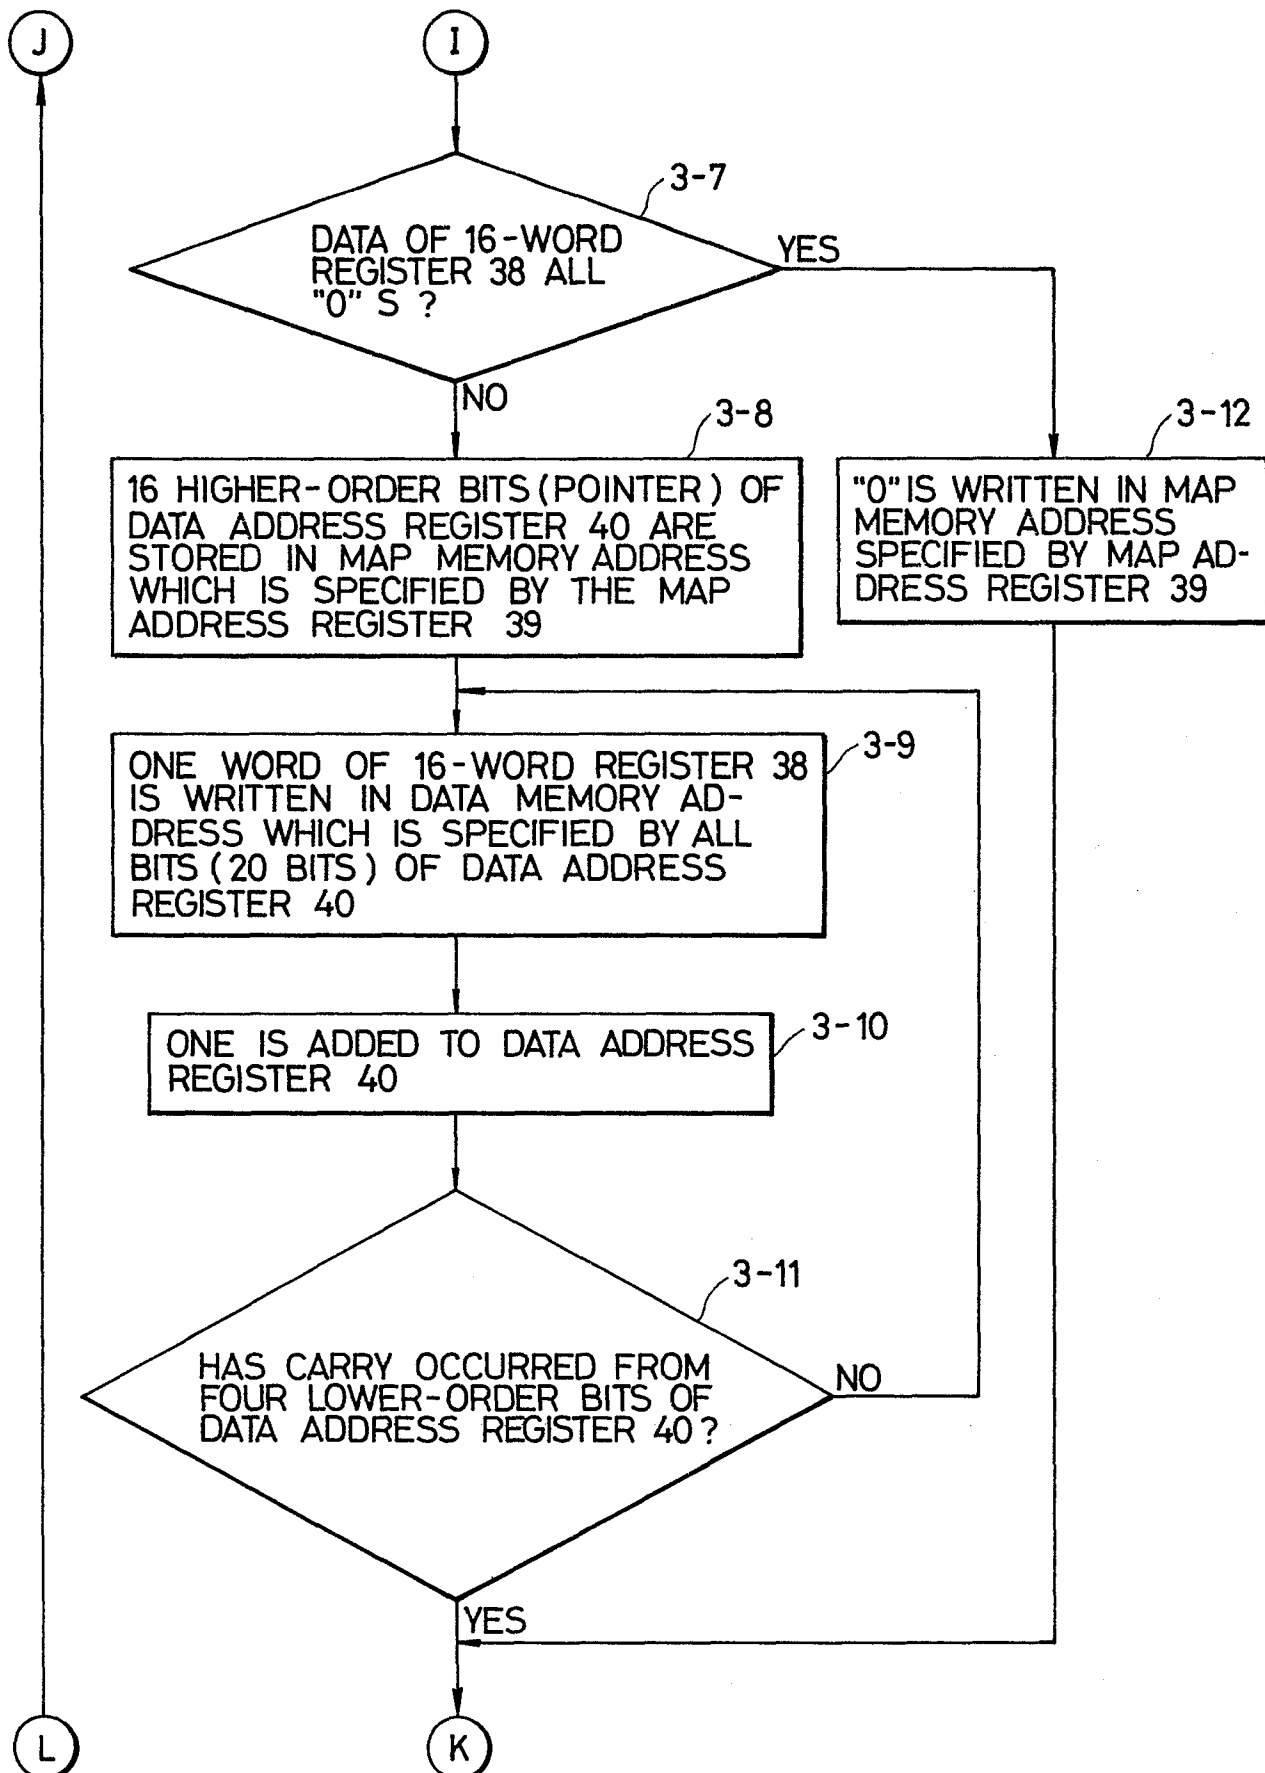 J
I
3-7
DATA OF 16-WORD
REGISTER 38 ALL
"0" S ?
YES
NO
3-8
16 HIGHER-ORDER BITS (POINTER) OF
DATA ADDRESS REGISTER 40 ARE
STORED IN MAP MEMORY ADDRESS
WHICH IS SPECIFIED BY THE MAP
ADDRESS REGISTER 39
3-12
"0" IS WRITTEN IN MAP
MEMORY ADDRESS
SPECIFIED BY MAP AD-
DRESS REGISTER 39
3-9
ONE WORD OF 16-WORD REGISTER 38
IS WRITTEN IN DATA MEMORY AD-
DRESS WHICH IS SPECIFIED BY ALL
BITS (20 BITS) OF DATA ADDRESS
REGISTER 40
3-10
ONE IS ADDED TO DATA ADDRESS
REGISTER 40
3-11
HAS CARRY OCCURRED FROM
FOUR LOWER-ORDER BITS OF
DATA ADDRESS REGISTER 40?
NO
YES
L
K